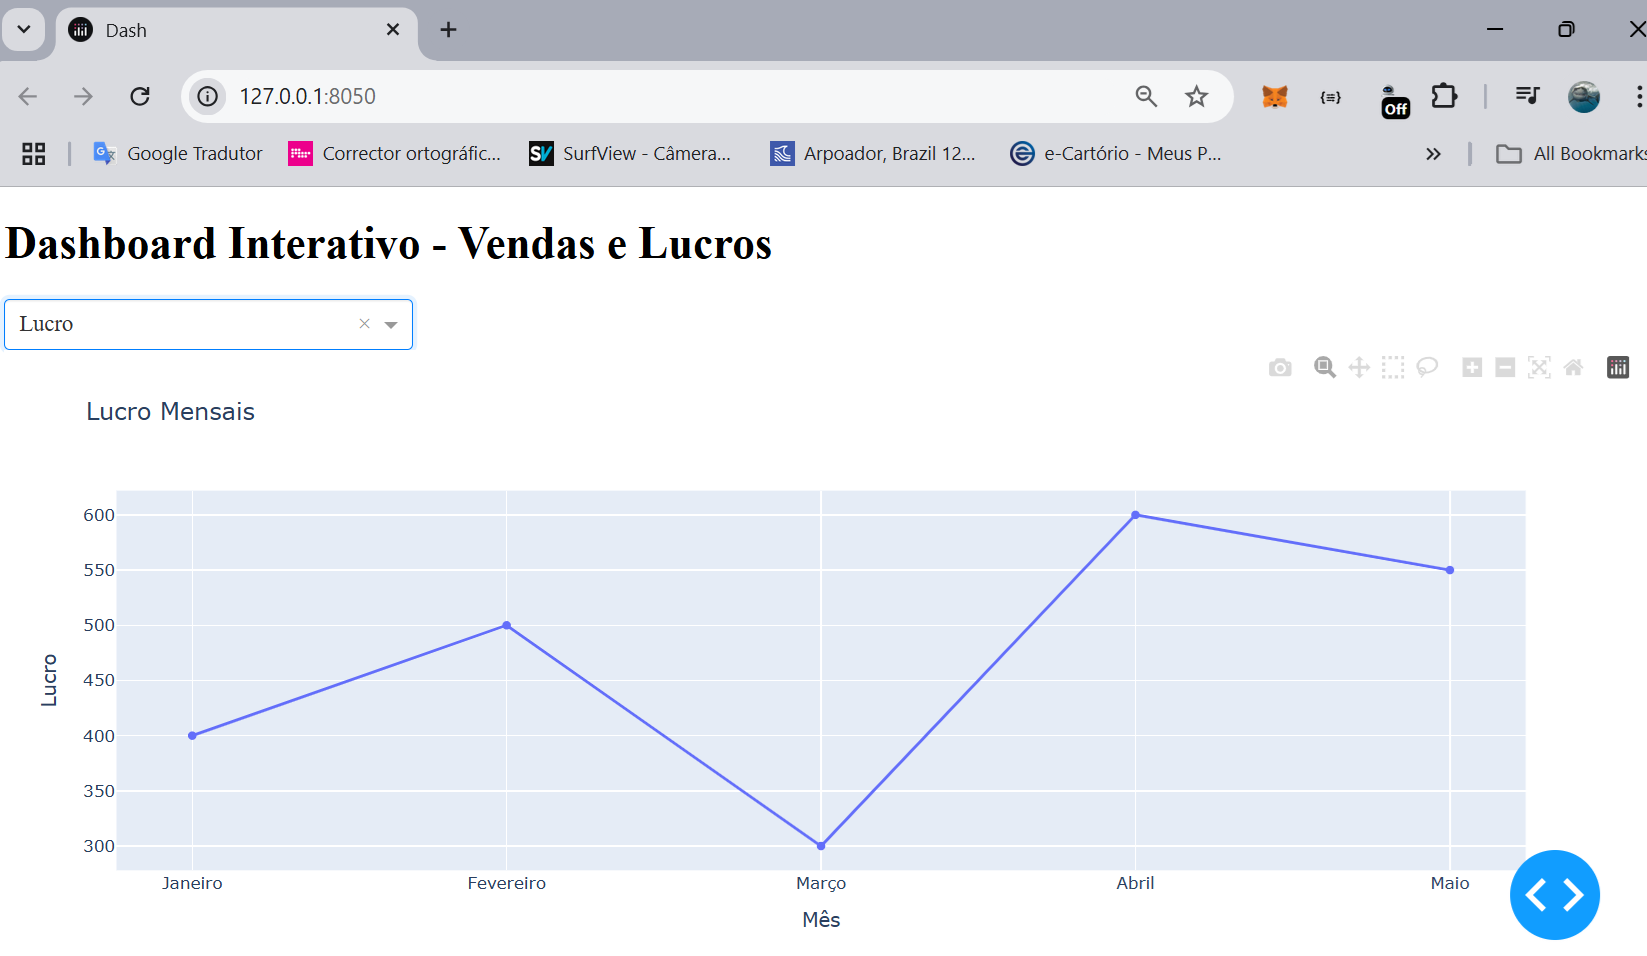 Dash
127.0.0.1:8050
Off
Google Tradutor
Corrector ortográfic...
SV SurfView - Câmera...
Arpoador, Brazil 12...
e-Cartório - Meus P...
All Bookmarks
Dashboard Interativo - Vendas e Lucros
Lucro
Lucro Mensais
600
550
500
450
400
350
300
Lucro
Janeiro Fevereiro Março Abril Maio
Mês